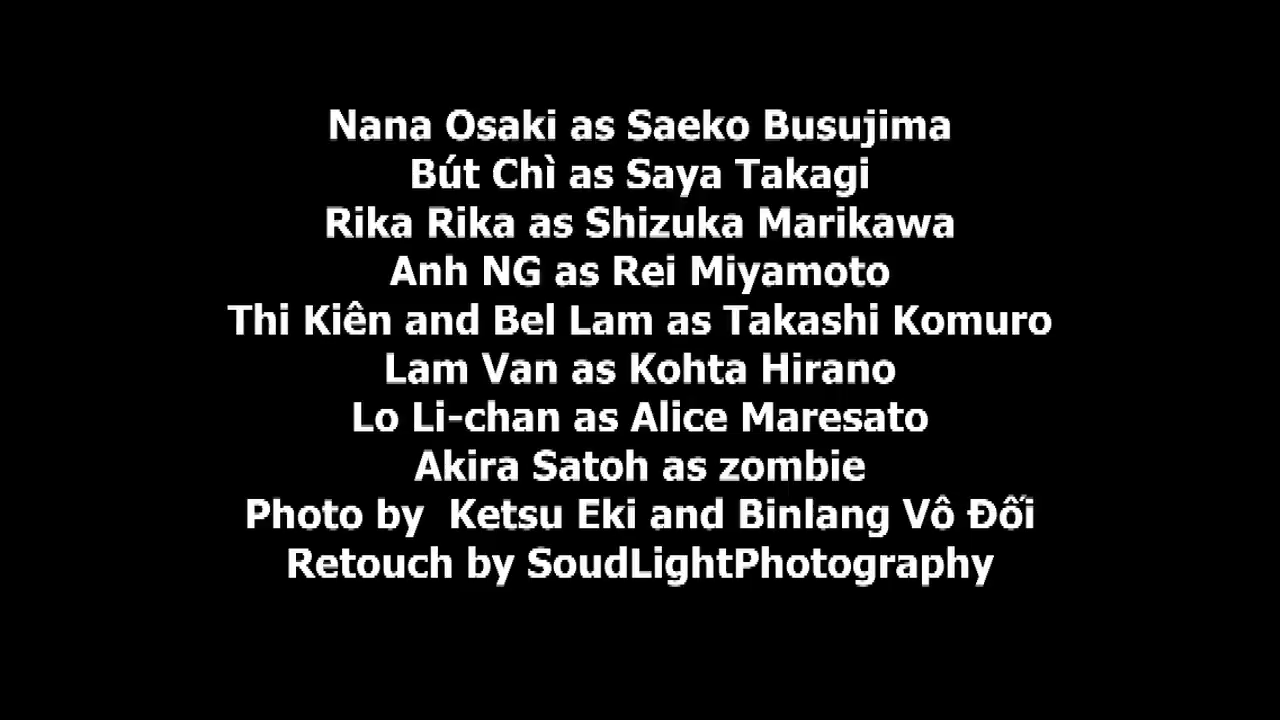 Nana Osaki as Saeko Busujima
Bút Chì as Saya Takagi
Rika Rika as Shizuka Marikawa
Anh NG as Rei Miyamoto
Thi Kiên and Bel Lam as Takashi Komuro
Lam Van as Kohta Hirano
Lo Li-chan as Alice Maresato
Akira Satoh as zombie
Photo by  Ketsu Eki and Binlang Vô Đối
Retouch by SoudLightPhotography